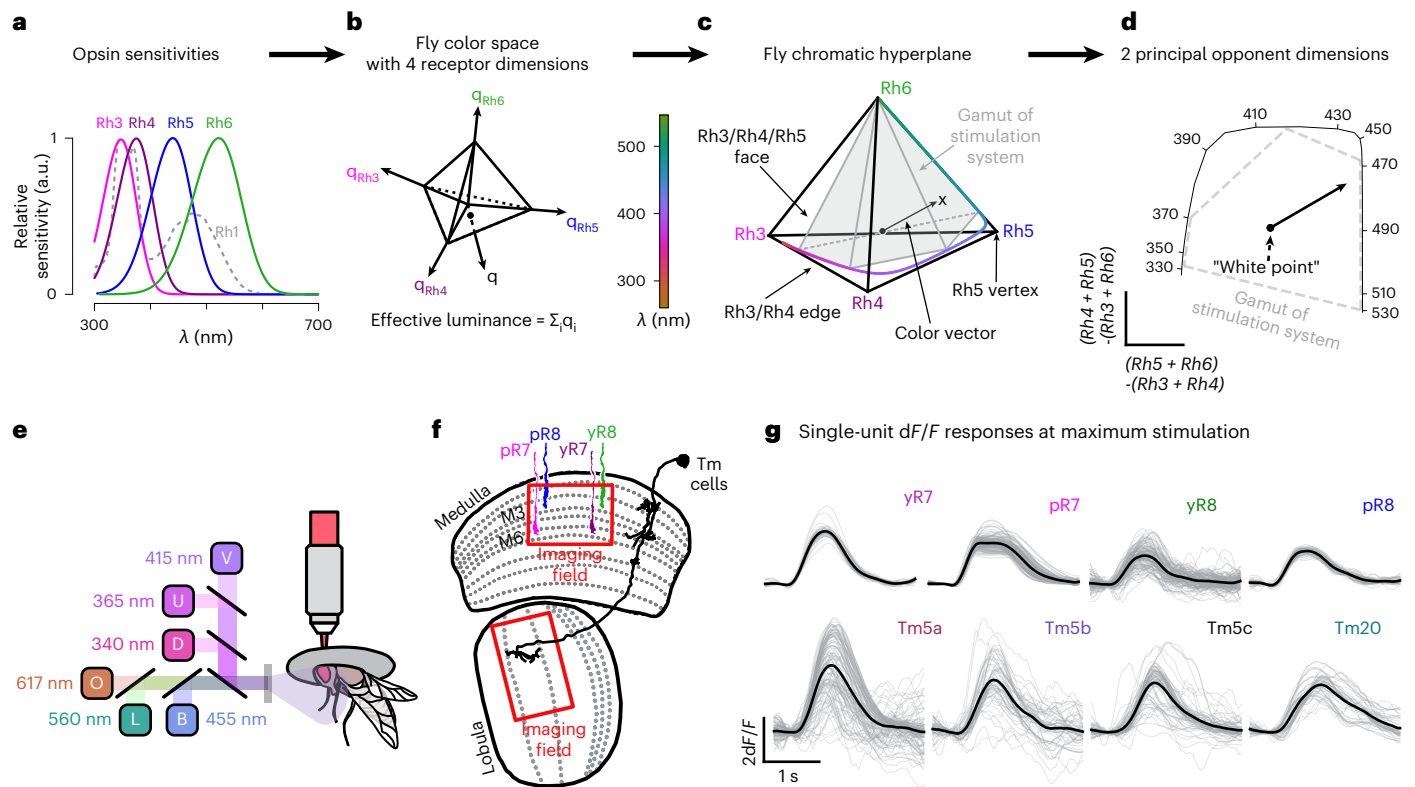 a
Opsin sensitivities
Rh3 Rh4 Rh5 Rh6
Rh1
Relative
sensitivity (a.u.)
1
0
300 700
λ (nm)
b
Fly color space
with 4 receptor dimensions
qRh6
qRh3
qRh5
qRh4
q
Effective luminance = Σiqi
500
400
300
λ (nm)
c
Fly chromatic hyperplane
Rh6
Rh3/Rh4/Rh5
face
Gamut of
stimulation
system
x
Rh3
Rh5
Rh4
Rh3/Rh4 edge
Rh5 vertex
Color vector
d
2 principal opponent dimensions
410 430
390
450
470
370
490
350
330
510
530
"White point"
Gamut of
stimulation system
(Rh4 + Rh5)
-(Rh3 + Rh6)
(Rh5 + Rh6)
-(Rh3 + Rh4)
e
415 nm V
365 nm U
340 nm D
617 nm O
560 nm L B 455 nm
f
pR8 yR8
pR7 yR7
Tm
cells
Medulla
M3
M6
Imaging
field
Lobula
Imaging
field
g
Single-unit dF/F responses at maximum stimulation
yR7 pR7 yR8 pR8
Tm5a Tm5b Tm5c Tm20
2dF/F
1 s